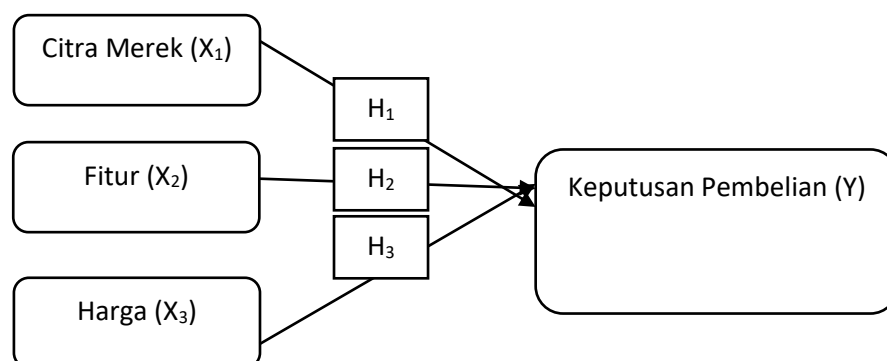 Citra Merek (X₁)
H₁
Fitur (X₂)
H₂
Keputusan Pembelian (Y)
H₃
Harga (X₃)